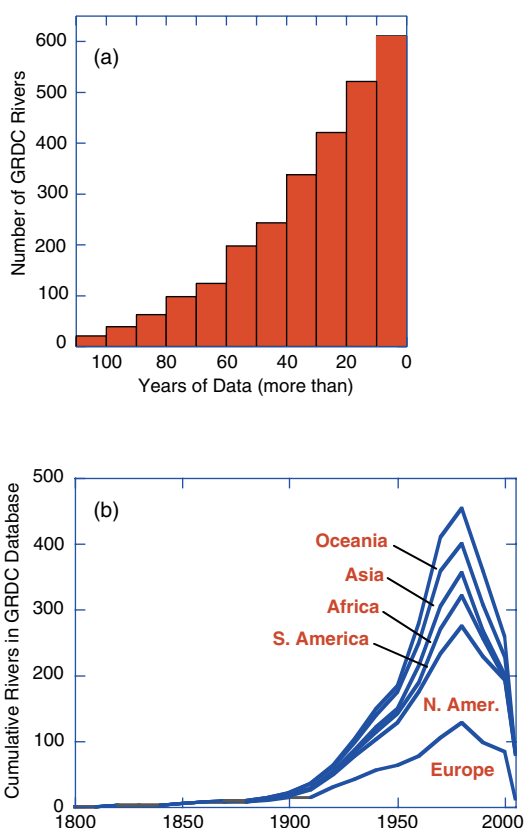 (a)
Number of GRDC Rivers
600
500
400
300
200
100
0
100 80 60 40 20 0
Years of Data (more than)
(b)
Cumulative Rivers in GRDC Database
500
400
300
200
100
0
Oceania
Asia
Africa
S. America
N. Amer.
Europe
1800 1850 1900 1950 2000